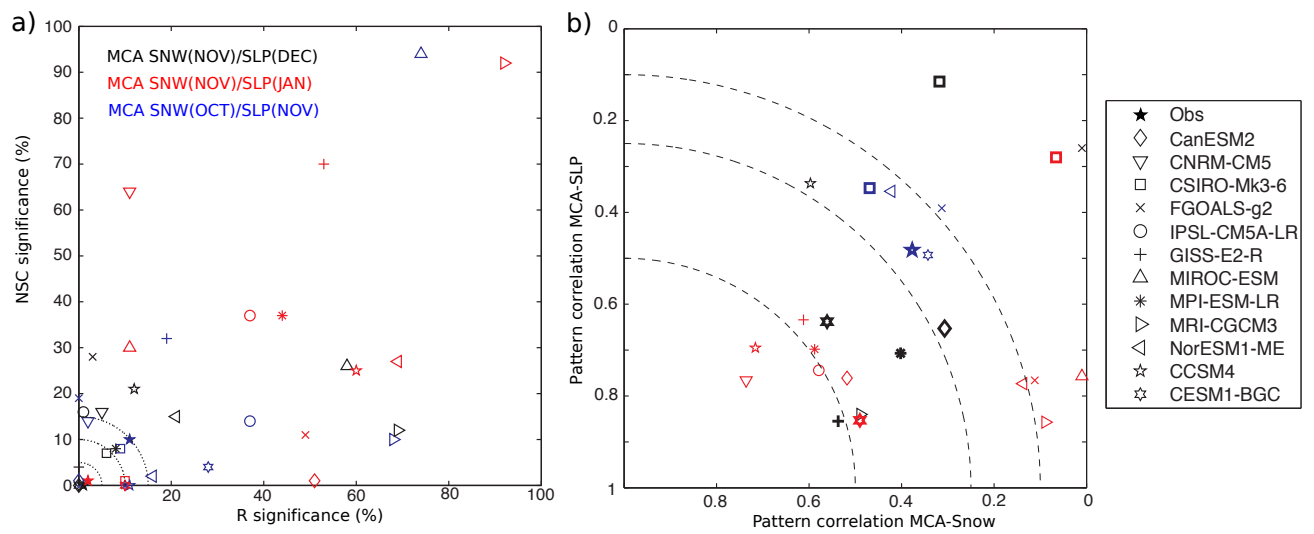 a)
100
90
80
70
60
50
40
30
20
10
0
NSC significance (%)
MCA SNW(NOV)/SLP(DEC)
MCA SNW(NOV)/SLP(JAN)
MCA SNW(OCT)/SLP(NOV)
0
20
40
60
80
100
R significance (%)
b)
0
0.2
0.4
0.6
0.8
1
Pattern correlation MCA-SLP
0.8
0.6
0.4
0.2
0
Pattern correlation MCA-Snow
Obs
CanESM2
CNRM-CM5
CSIRO-Mk3-6
FGOALS-g2
IPSL-CM5A-LR
GISS-E2-R
MIROC-ESM
MPI-ESM-LR
MRI-CGCM3
NorESM1-ME
CCSM4
CESM1-BGC